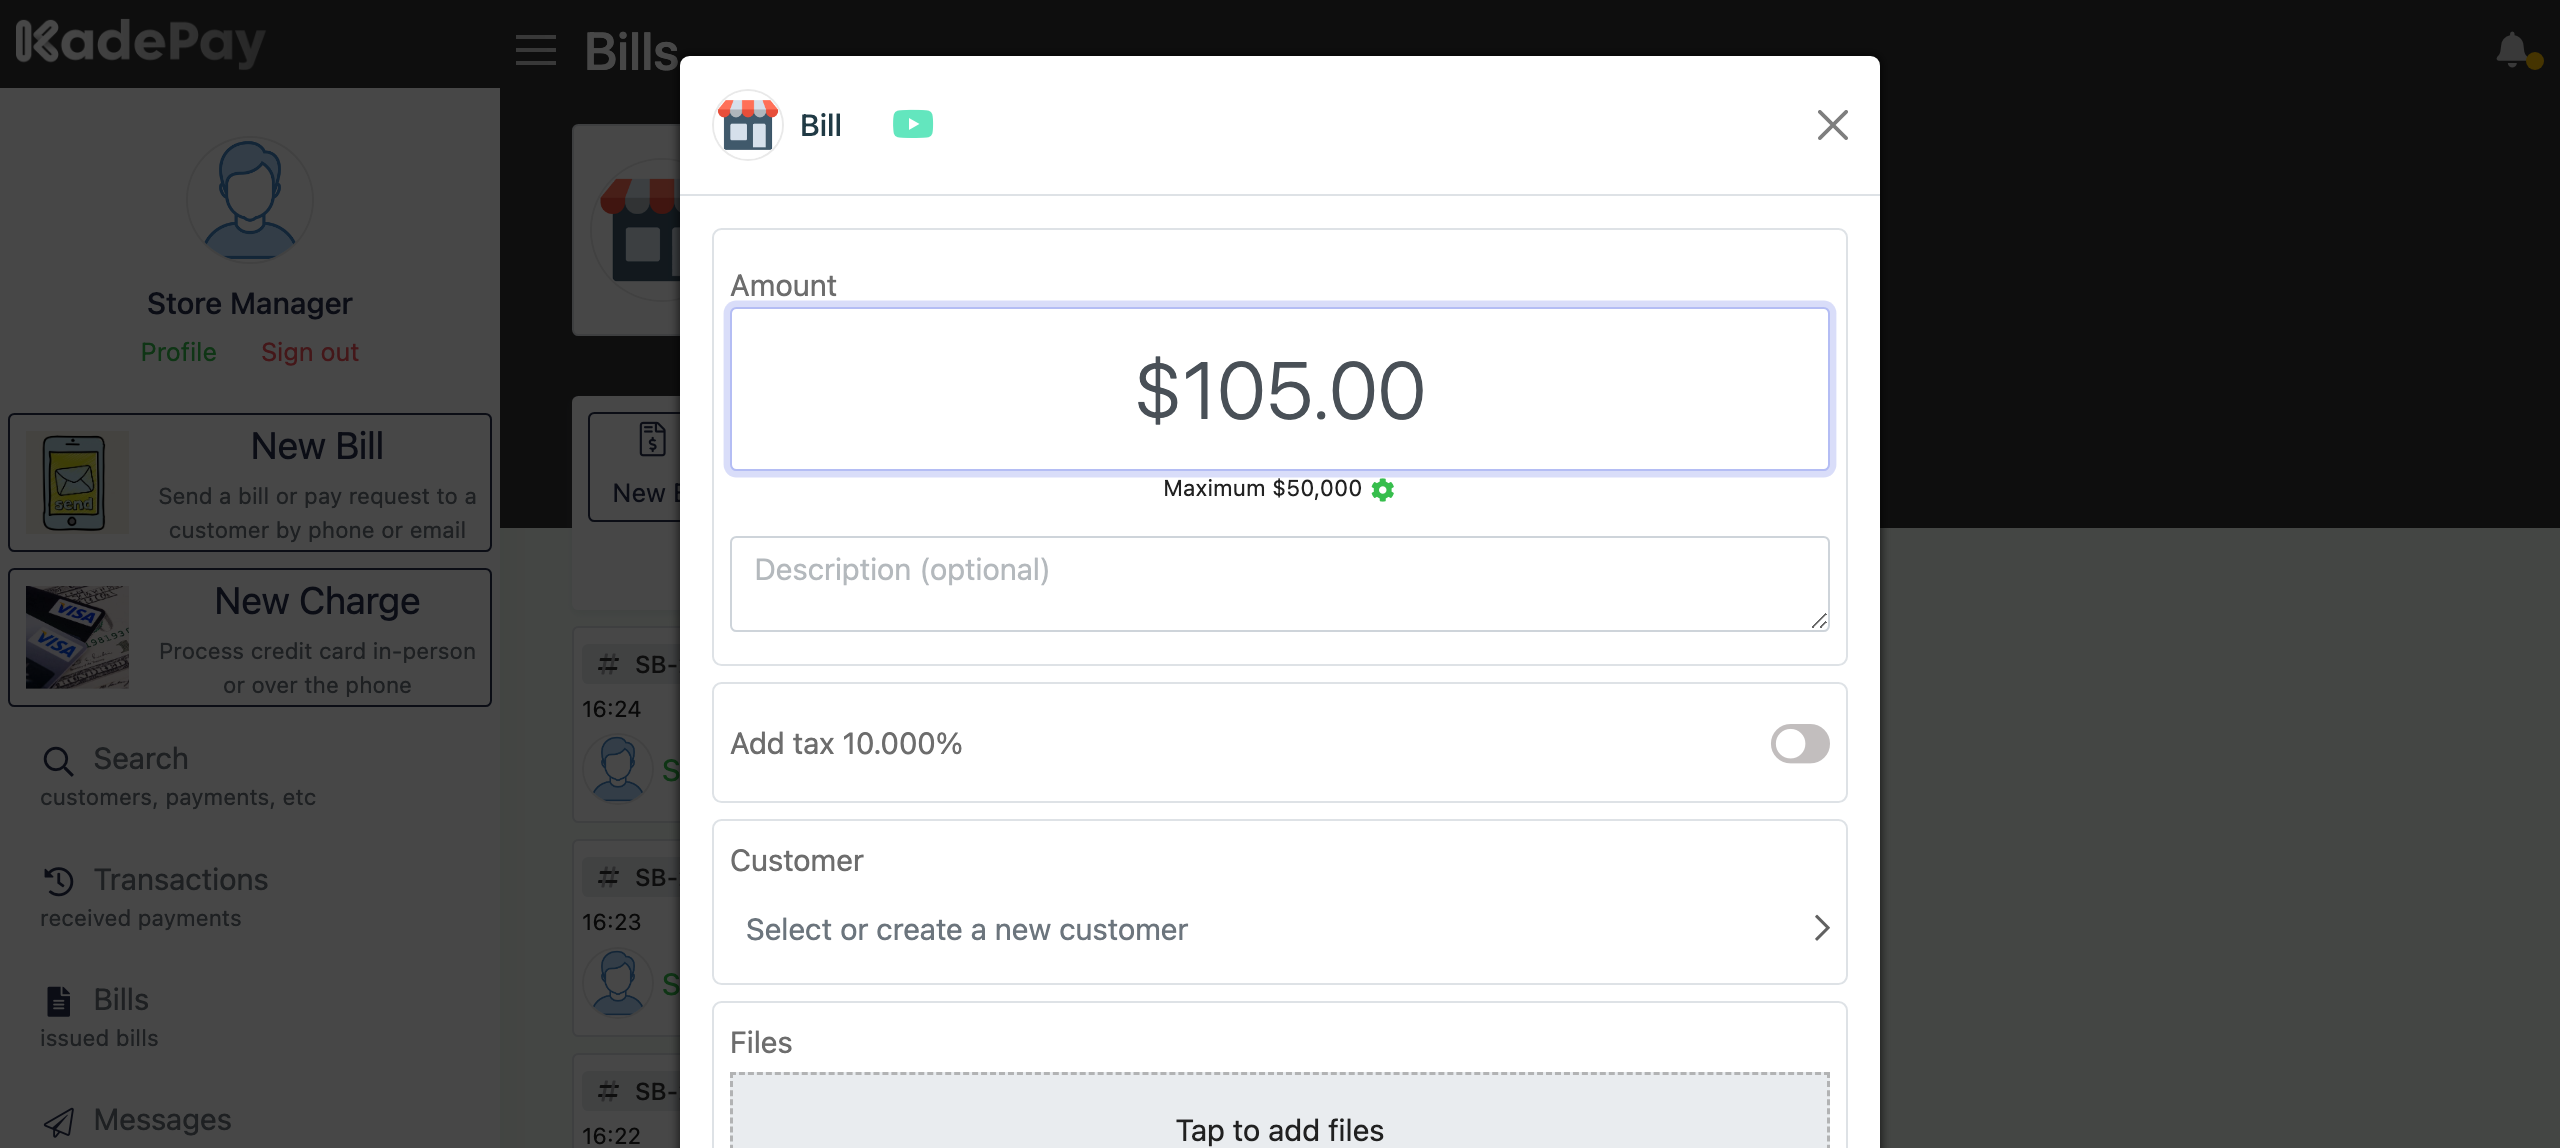 KadePay
Bills
Store Manager
Profile
Sign out
New Bill
Send a bill or pay request to a
customer by phone or email
send
New Charge
Process credit card in-person
or over the phone
VISA
VISA
Search
customers, payments, etc
Transactions
received payments
Bills
issued bills
Messages
New B
# SB-
16:24
S
# SB-
16:23
S
# SB-
16:22
Bill
Amount
$105.00
Maximum $50,000
Description (optional)
Add tax 10.000%
Customer
Select or create a new customer
Files
Tap to add files